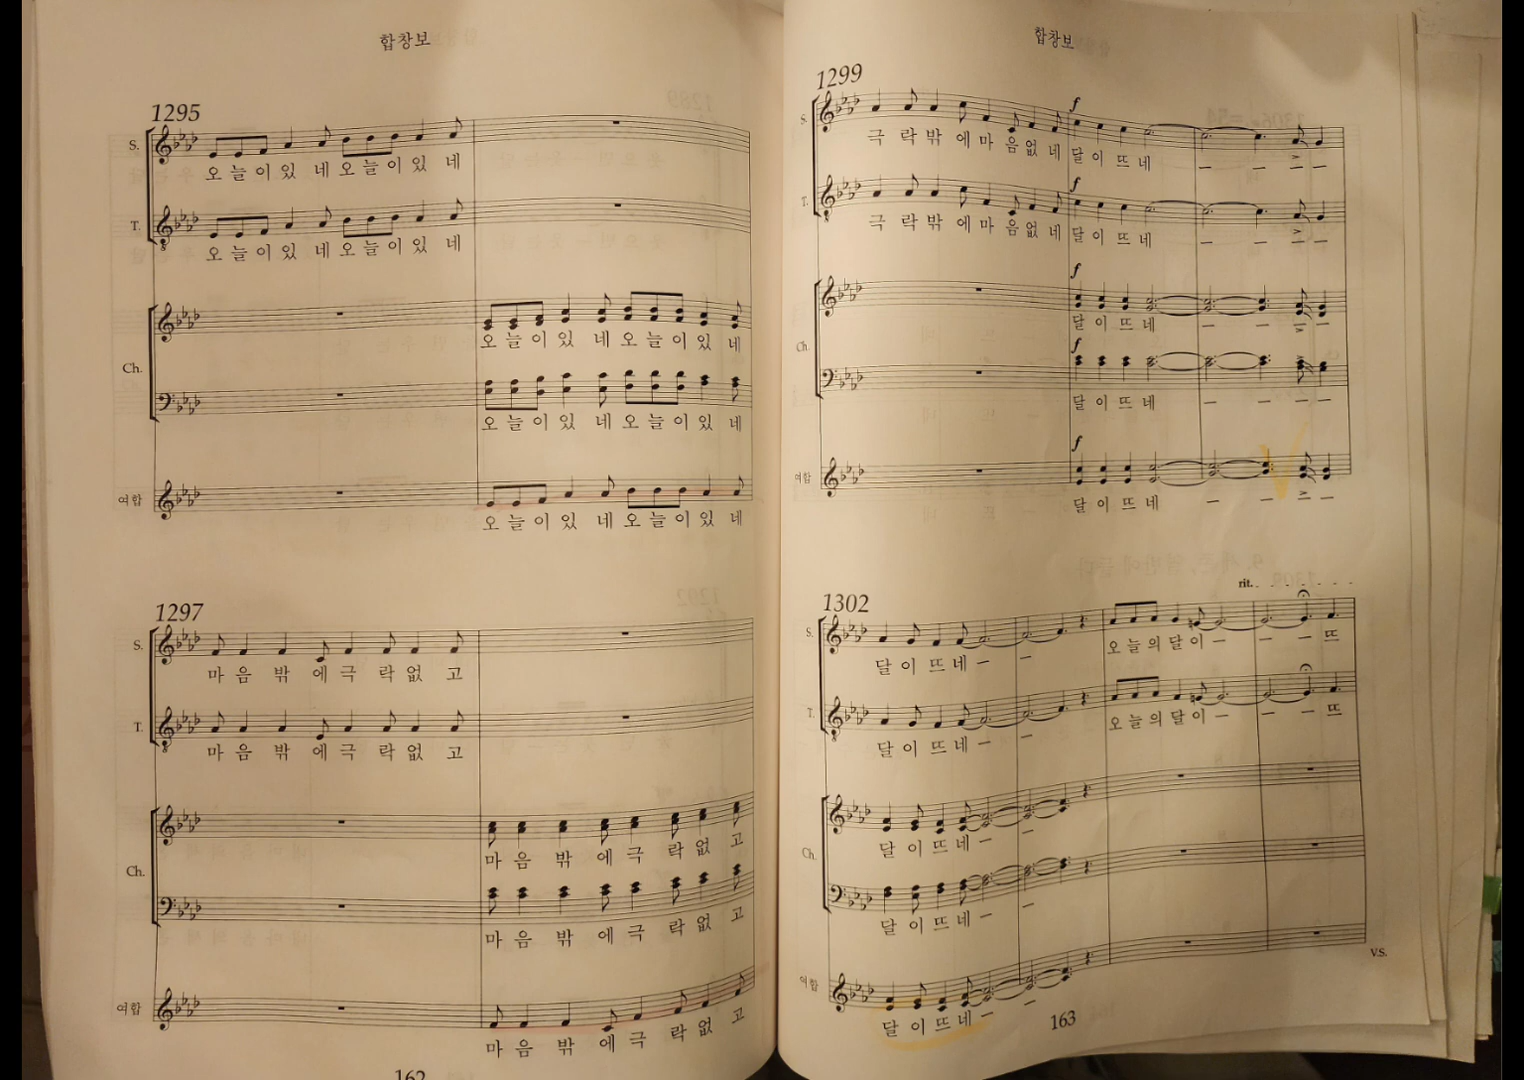 합창보
1295
S.
오 늘 이 있 네 오 늘 이 있 네
T.
오 늘 이 있 네 오 늘 이 있 네
Ch.
오 늘 이 있 네 오 늘 이 있 네
오 늘 이 있 네 오 늘 이 있 네
여합
오 늘 이 있 네 오 늘 이 있 네
1297
S.
마 음 밖 에 극 락 없 고
T.
마 음 밖 에 극 락 없 고
Ch.
마 음 밖 에 극 락 없 고
마 음 밖 에 극 락 없 고
여합
마 음 밖 에 극 락 없 고
162
합창보
1299
S.
극 락 밖 에 마 음 없 네 달 이 뜨 네 – – –
f
T.
극 락 밖 에 마 음 없 네 달 이 뜨 네 – – –
f
Ch.
f
달 이 뜨 네 – – – –
f
달 이 뜨 네 – – – –
여합
f
달 이 뜨 네 – – – –
1302
rit.
S.
달 이 뜨 네 – – 오 늘 의 달 이 – – – 뜨
T.
달 이 뜨 네 – – 오 늘 의 달 이 – – – 뜨
Ch.
달 이 뜨 네 – –
달 이 뜨 네 – –
여합
달 이 뜨 네 – –
V.S.
163